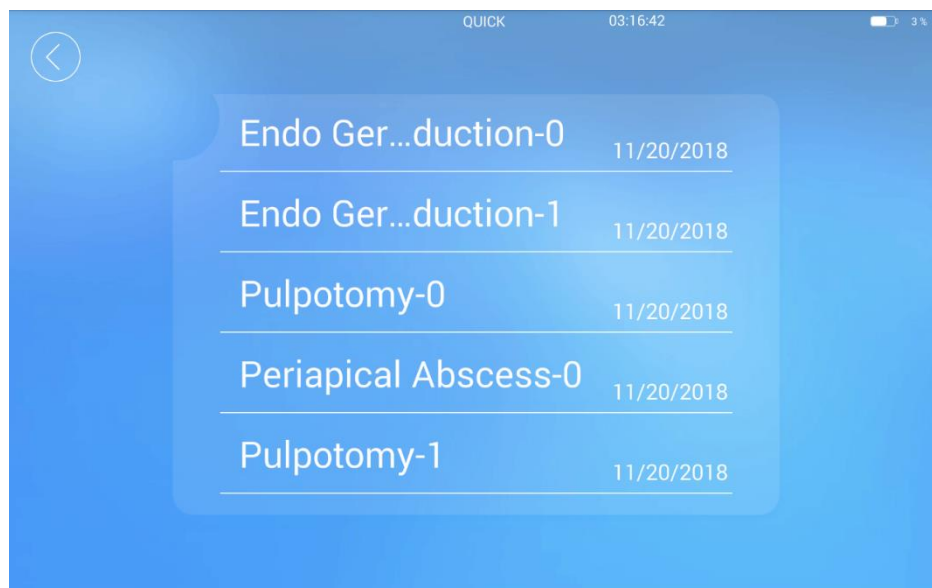 QUICK 03:16:42 3%
Endo Ger...duction-0 11/20/2018
Endo Ger...duction-1 11/20/2018
Pulpotomy-0 11/20/2018
Periapical Abscess-0 11/20/2018
Pulpotomy-1 11/20/2018